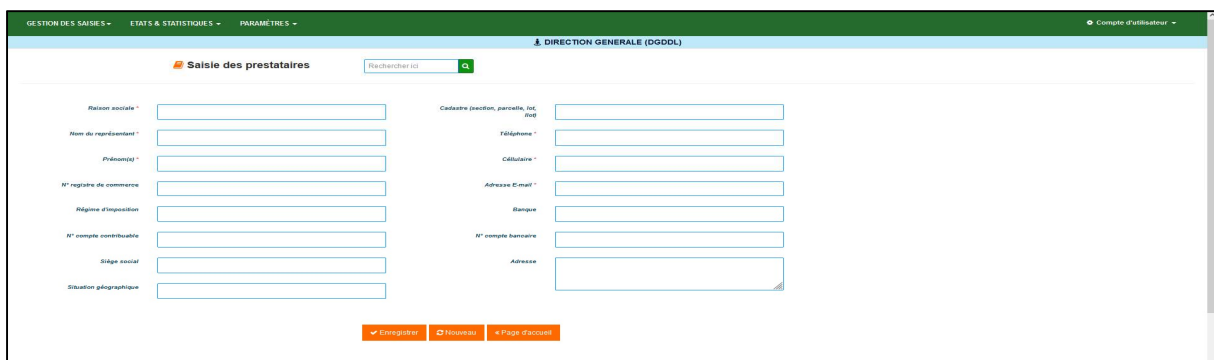 GESTION DES SAISIES ETATS & STATISTIQUES PARAMÈTRES Compte d'utilisateur
DIRECTION GENERALE (DGDDL)
Saisie des prestataires Rechercher ici
Raison sociale * Cadastre (section, parcelle, lot,
ilot)
Nom du représentant * Téléphone *
Prénom(s) * Céllulaire *
N° registre de commerce Adresse E-mail *
Régime d'imposition Banque
N° compte contribuable N° compte bancaire
Siège social Adresse
Situation géographique
Enregistrer Nouveau « Page d'accueil